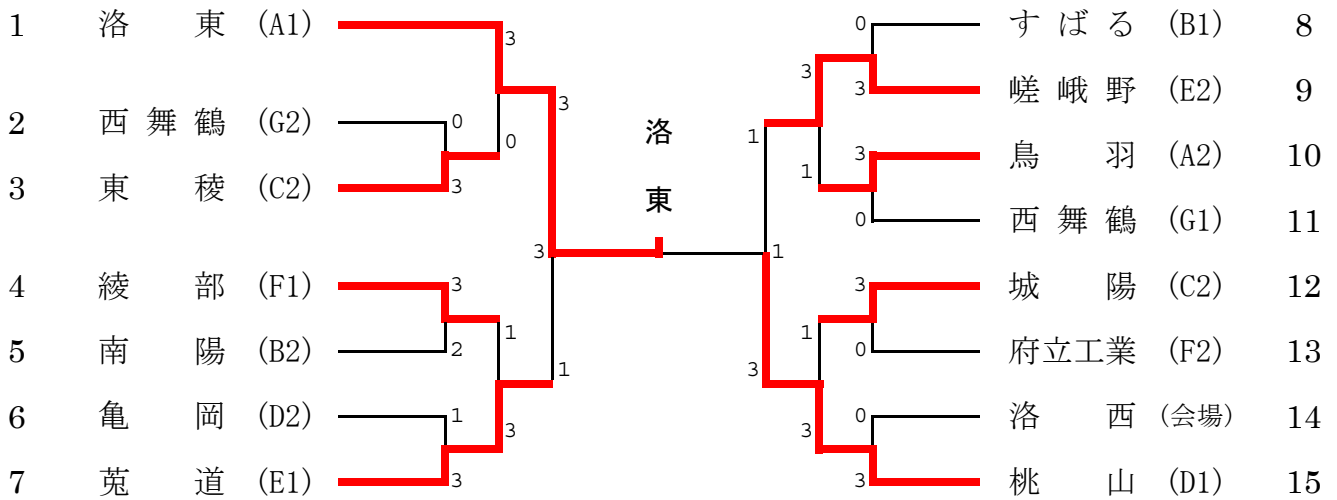 1 洛東 (A1)
2 西舞鶴 (G2)
3 東稜 (C2)
4 綾部 (F1)
5 南陽 (B2)
6 亀岡 (D2)
7 莵道 (E1)
3
0
0
3
3
3
2
1
1
3
1
3
3
洛東
1
1
3
0
3
3
1
3
0
3
0
1
3
0
3
すばる (B1) 8
嵯峨野 (E2) 9
鳥羽 (A2) 10
西舞鶴 (G1) 11
城陽 (C2) 12
府立工業 (F2) 13
洛西 (会場) 14
桃山 (D1) 15